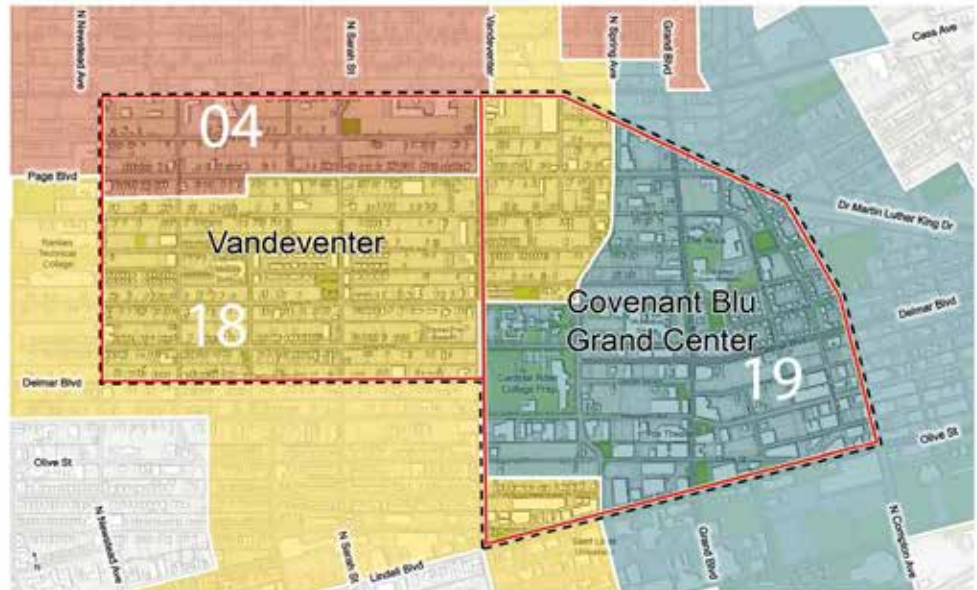 N Newstead Ave
N Sarah St
Vandeventer
N Spring Ave
Grand Blvd
Cass Ave
04
Page Blvd
Dr Martin Luther King Dr
Ranken
Technical
College
Vandeventer
18
Covenant Blu
Grand Center
19
Delmar Blvd
Cardinal Ritter
College Prep
Delmar Blvd
Olive St
Olive St
N Newstead Ave
N Sarah St
Lindell Blvd
Saint Louis
University
Grand Blvd
N Compton Ave